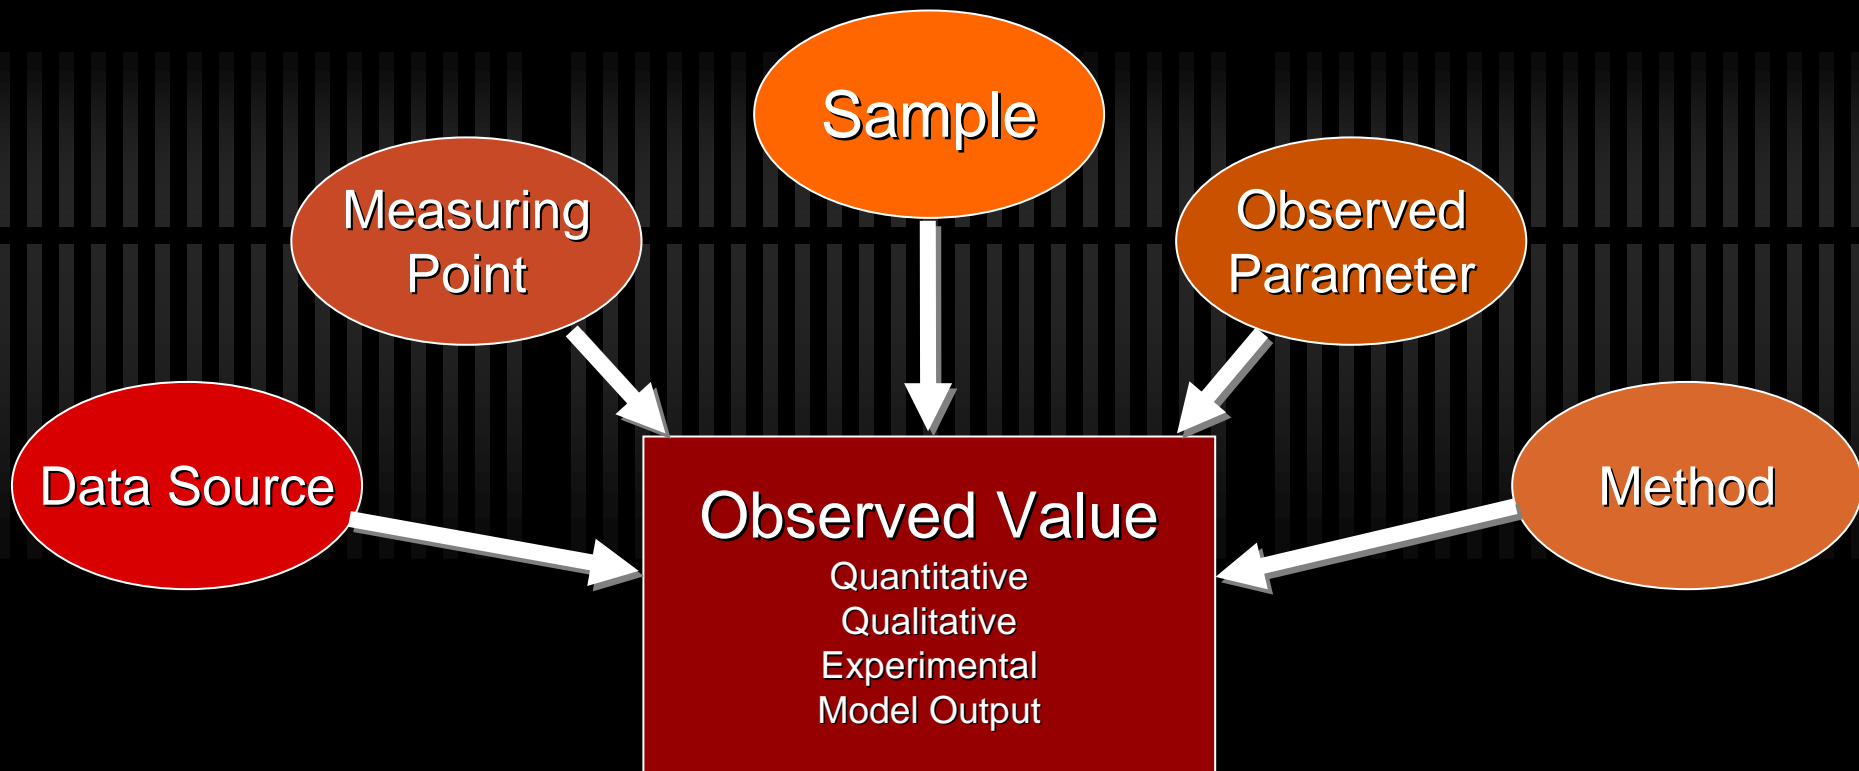 Sample
Measuring
Point
Observed
Parameter
Data Source
Method
Observed Value
Quantitative
Qualitative
Experimental
Model Output